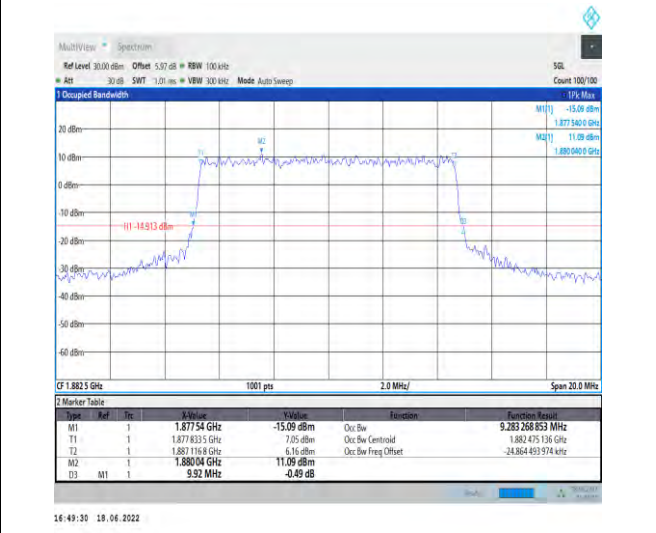 MultiView Spectrum
Ref Level 30.00 dBm Offset 5.97 dB RBW 100 kHz SGL
Att 30 dB SWT 1.01 ms VBW 300 kHz Mode Auto Sweep Count 100/100
1 Occupied Bandwidth 1Pk Max
M1[1] -15.09 dBm
1.877 540 0 GHz
M2[1] 11.09 dBm
1.880 040 0 GHz
20 dBm
M2
T1
T2
10 dBm
0 dBm
-10 dBm
M1
H1 -14.913 dBm
D3
-20 dBm
-30 dBm
-40 dBm
-50 dBm
-60 dBm
CF 1.882 5 GHz 1001 pts 2.0 MHz/ Span 20.0 MHz
2 Marker Table
Type Ref Trc X-Value Y-Value Function Function Result
M1 1 1.877 54 GHz -15.09 dBm Occ Bw 9.283 268 853 MHz
T1 1 1.877 833 5 GHz 7.05 dBm Occ Bw Centroid 1.882 475 136 GHz
T2 1 1.887 116 8 GHz 6.16 dBm Occ Bw Freq Offset -24.864 493 974 kHz
M2 1 1.880 04 GHz 11.09 dBm
D3 M1 1 9.92 MHz -0.49 dB
16:49:30 18.06.2022